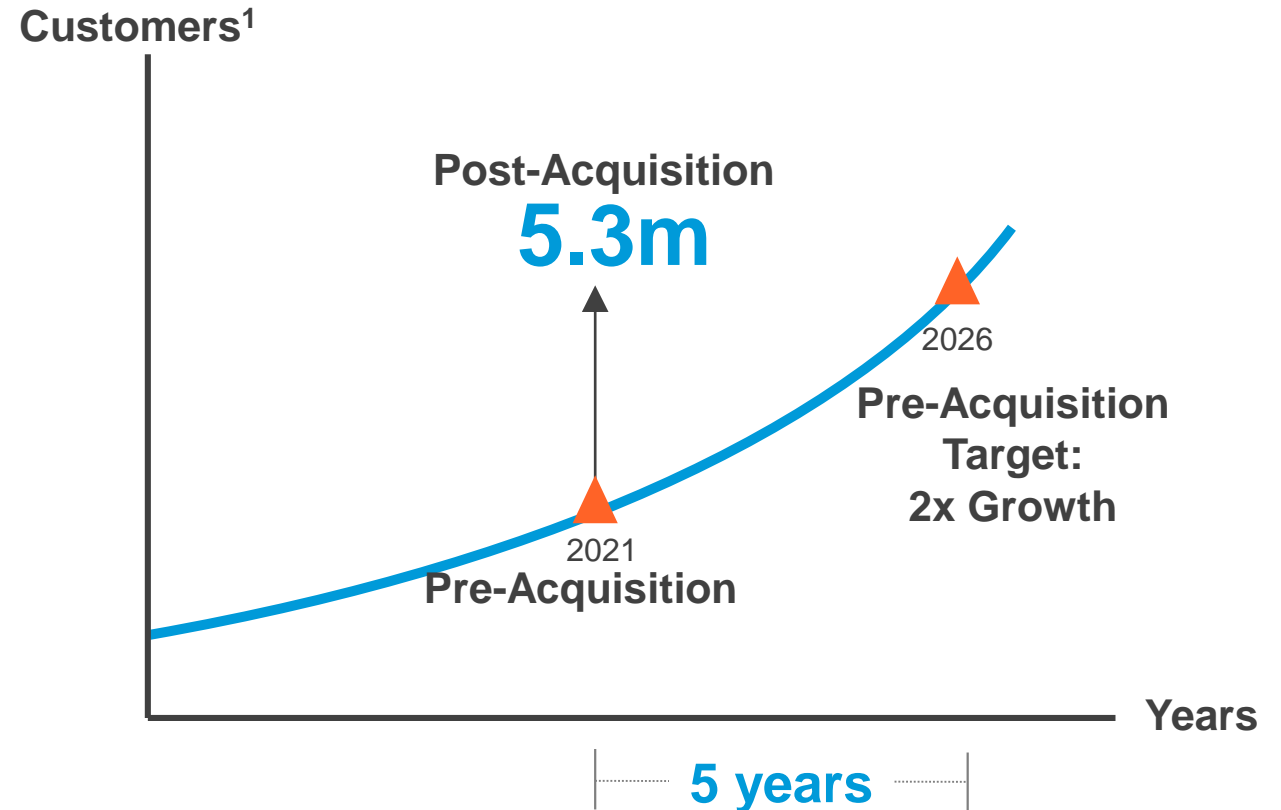 Customers¹
Post-Acquisition
5.3m
2026
Pre-Acquisition
Target:
2x Growth
2021
Pre-Acquisition
Years
5 years